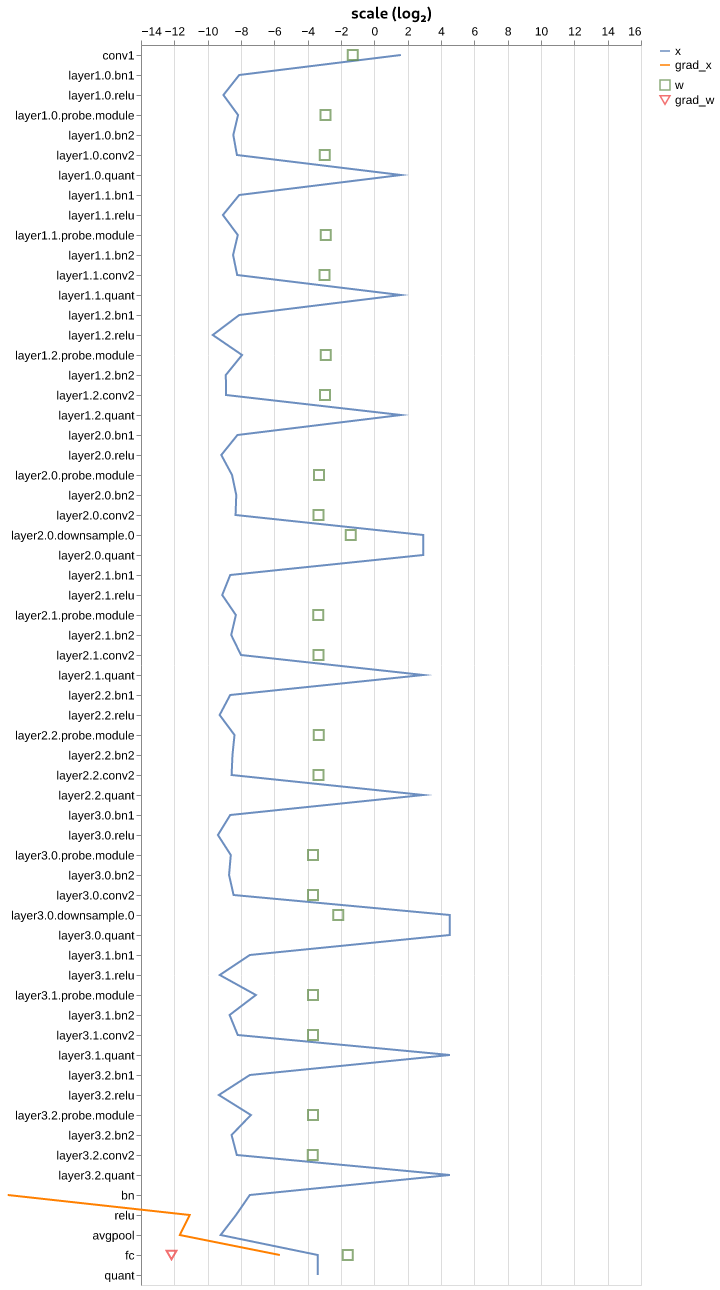 scale (log₂)
−14 −12 −10 −8 −6 −4 −2 0 2 4 6 8 10 12 14 16
x
grad_x
w
grad_w
conv1
layer1.0.bn1
layer1.0.relu
layer1.0.probe.module
layer1.0.bn2
layer1.0.conv2
layer1.0.quant
layer1.1.bn1
layer1.1.relu
layer1.1.probe.module
layer1.1.bn2
layer1.1.conv2
layer1.1.quant
layer1.2.bn1
layer1.2.relu
layer1.2.probe.module
layer1.2.bn2
layer1.2.conv2
layer1.2.quant
layer2.0.bn1
layer2.0.relu
layer2.0.probe.module
layer2.0.bn2
layer2.0.conv2
layer2.0.downsample.0
layer2.0.quant
layer2.1.bn1
layer2.1.relu
layer2.1.probe.module
layer2.1.bn2
layer2.1.conv2
layer2.1.quant
layer2.2.bn1
layer2.2.relu
layer2.2.probe.module
layer2.2.bn2
layer2.2.conv2
layer2.2.quant
layer3.0.bn1
layer3.0.relu
layer3.0.probe.module
layer3.0.bn2
layer3.0.conv2
layer3.0.downsample.0
layer3.0.quant
layer3.1.bn1
layer3.1.relu
layer3.1.probe.module
layer3.1.bn2
layer3.1.conv2
layer3.1.quant
layer3.2.bn1
layer3.2.relu
layer3.2.probe.module
layer3.2.bn2
layer3.2.conv2
layer3.2.quant
bn
relu
avgpool
fc
quant